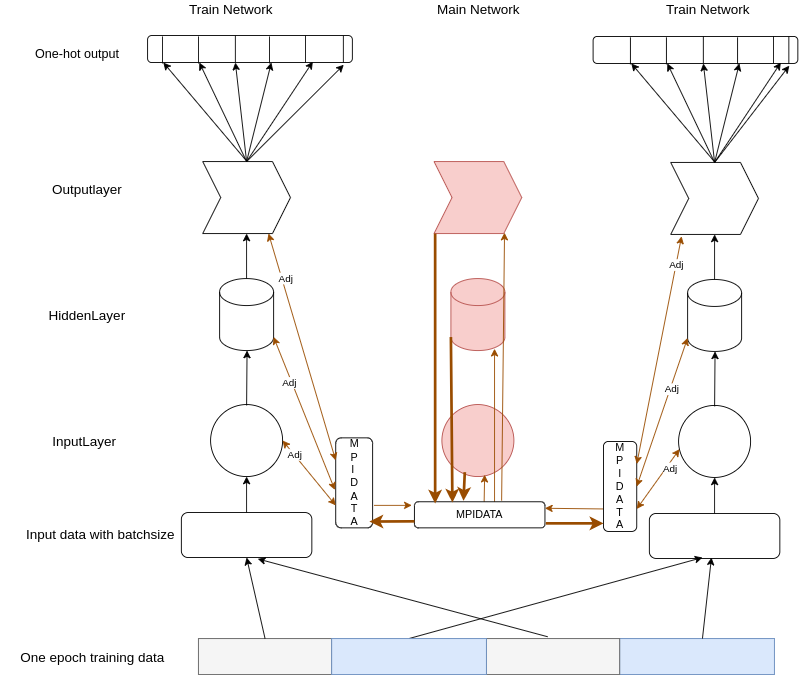 Train Network
Main Network
Train Network
One-hot output
Outputlayer
Adj
Adj
HiddenLayer
Adj
Adj
InputLayer
Adj
Adj
M
P
I
D
A
T
A
MPIDATA
M
P
I
D
A
T
A
Input data with batchsize
One epoch training data